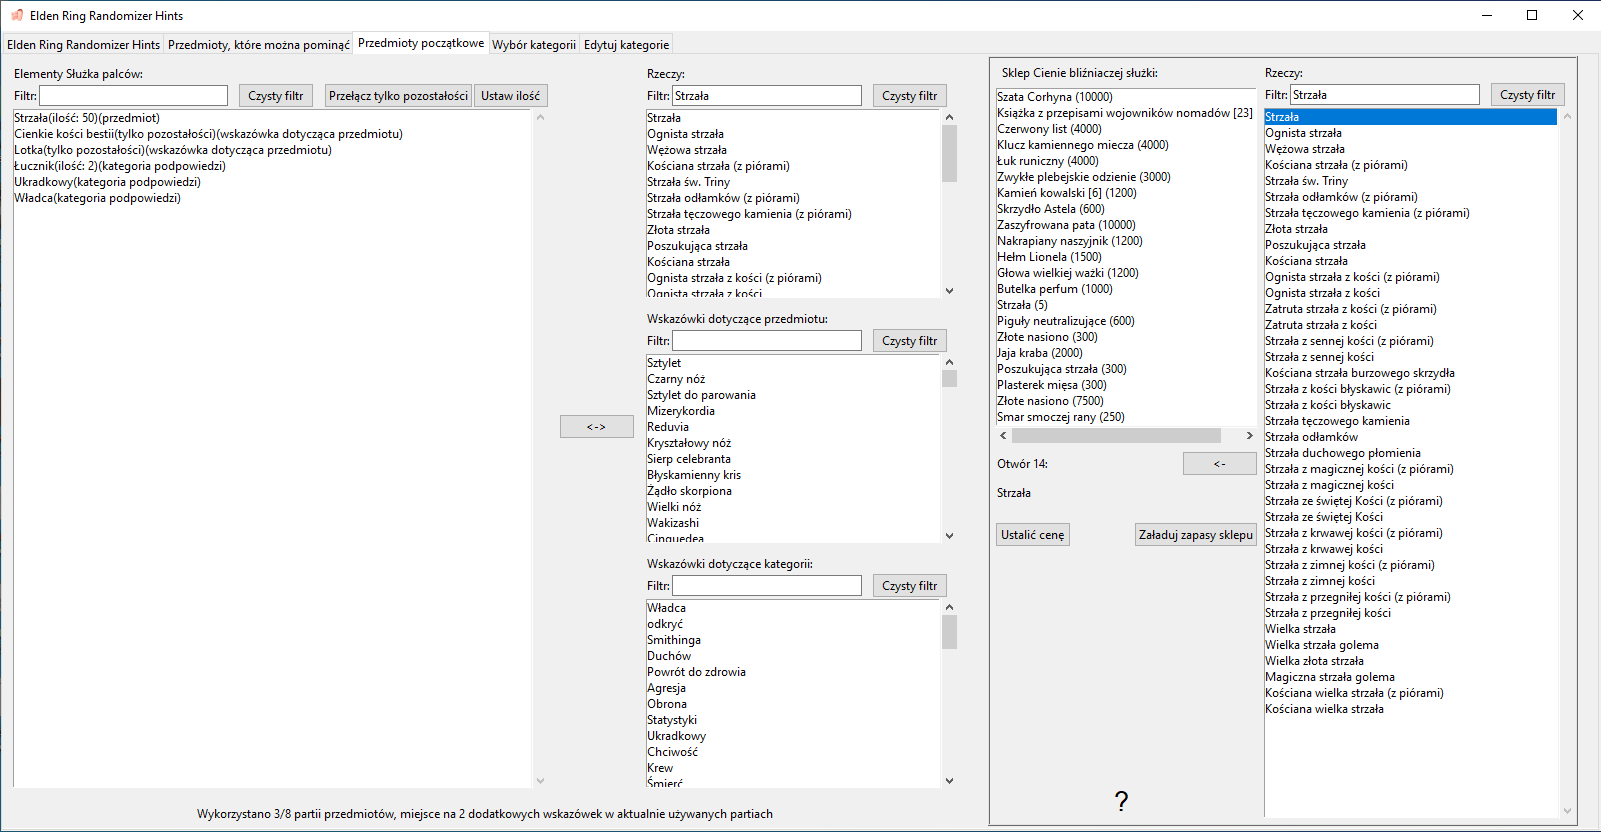 Elden Ring Randomizer Hints
Elden Ring Randomizer Hints
Przedmioty, które można pominąć
Przedmioty początkowe
Wybór kategorii
Edytuj kategorie
Elementy Służka palców:
Filtr:
Czysty filtr
Przełącz tylko pozostałości
Ustaw ilość
Strzała(ilość: 50)(przedmiot)
Cienkie kości bestii(tylko pozostałości)(wskazówka dotycząca przedmiotu)
Lotka(tylko pozostałości)(wskazówka dotycząca przedmiotu)
Łucznik(ilość: 2)(kategoria podpowiedzi)
Ukradkowy(kategoria podpowiedzi)
Władca(kategoria podpowiedzi)
<->
Rzeczy:
Filtr: Strzała
Czysty filtr
Strzała
Ognista strzała
Wężowa strzała
Kościana strzała (z piórami)
Strzała św. Triny
Strzała odłamków (z piórami)
Strzała tęczowego kamienia (z piórami)
Złota strzała
Poszukująca strzała
Kościana strzała
Ognista strzała z kości (z piórami)
Ognista strzała z kości
Wskazówki dotyczące przedmiotu:
Filtr:
Czysty filtr
Sztylet
Czarny nóż
Sztylet do parowania
Mizerykordia
Reduvia
Kryształowy nóż
Sierp celebranta
Błyskamienny kris
Żądło skorpiona
Wielki nóż
Wakizashi
Cinquedea
Wskazówki dotyczące kategorii:
Filtr:
Czysty filtr
Władca
odkryć
Smithinga
Duchów
Powrót do zdrowia
Agresja
Obrona
Statystyki
Ukradkowy
Chciwość
Krew
Śmierć
Wykorzystano 3/8 partii przedmiotów, miejsce na 2 dodatkowych wskazówek w aktualnie używanych partiach
Sklep Cienie bliźniaczej służki:
Szata Corhyna (10000)
Książka z przepisami wojowników nomadów [23]
Czerwony list (4000)
Klucz kamiennego miecza (4000)
Łuk runiczny (4000)
Zwykłe plebejskie odzienie (3000)
Kamień kowalski [6] (1200)
Skrzydło Astela (600)
Zaszyfrowana pata (10000)
Nakrapiany naszyjnik (1200)
Hełm Lionela (1500)
Głowa wielkiej ważki (1200)
Butelka perfum (1000)
Strzała (5)
Piguły neutralizujące (600)
Złote nasiono (300)
Jaja kraba (2000)
Poszukująca strzała (300)
Plasterek mięsa (300)
Złote nasiono (7500)
Smar smoczej rany (250)
Otwór 14:
<-
Strzała
Ustalić cenę
Załaduj zapasy sklepu
?
Rzeczy:
Filtr: Strzała
Czysty filtr
Strzała
Ognista strzała
Wężowa strzała
Kościana strzała (z piórami)
Strzała św. Triny
Strzała odłamków (z piórami)
Strzała tęczowego kamienia (z piórami)
Złota strzała
Poszukująca strzała
Kościana strzała
Ognista strzała z kości (z piórami)
Ognista strzała z kości
Zatruta strzała z kości (z piórami)
Zatruta strzała z kości
Strzała z sennej kości (z piórami)
Strzała z sennej kości
Kościana strzała burzowego skrzydła
Strzała z kości błyskawic (z piórami)
Strzała z kości błyskawic
Strzała tęczowego kamienia
Strzała odłamków
Strzała duchowego płomienia
Strzała z magicznej kości (z piórami)
Strzała z magicznej kości
Strzała ze świętej Kości (z piórami)
Strzała ze świętej Kości
Strzała z krwawej kości (z piórami)
Strzała z krwawej kości
Strzała z zimnej kości (z piórami)
Strzała z zimnej kości
Strzała z przegniłej kości (z piórami)
Strzała z przegniłej kości
Wielka strzała
Wielka strzała golema
Wielka złota strzała
Magiczna strzała golema
Kościana wielka strzała (z piórami)
Kościana wielka strzała